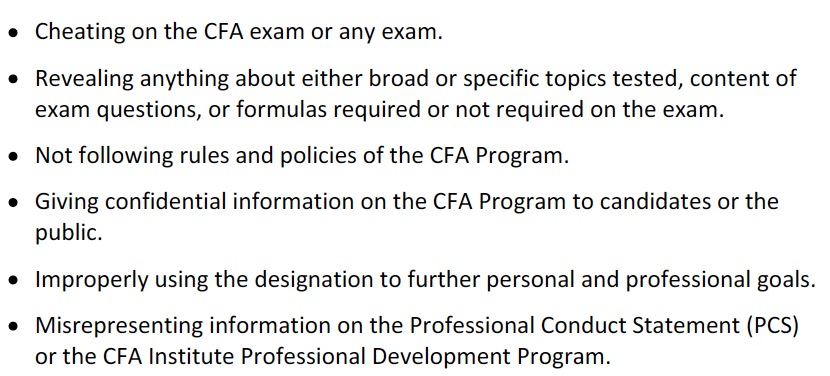 • Cheating on the CFA exam or any exam.
• Revealing anything about either broad or specific topics tested, content of
exam questions, or formulas required or not required on the exam.
• Not following rules and policies of the CFA Program.
• Giving confidential information on the CFA Program to candidates or the
public.
• Improperly using the designation to further personal and professional goals.
• Misrepresenting information on the Professional Conduct Statement (PCS)
or the CFA Institute Professional Development Program.